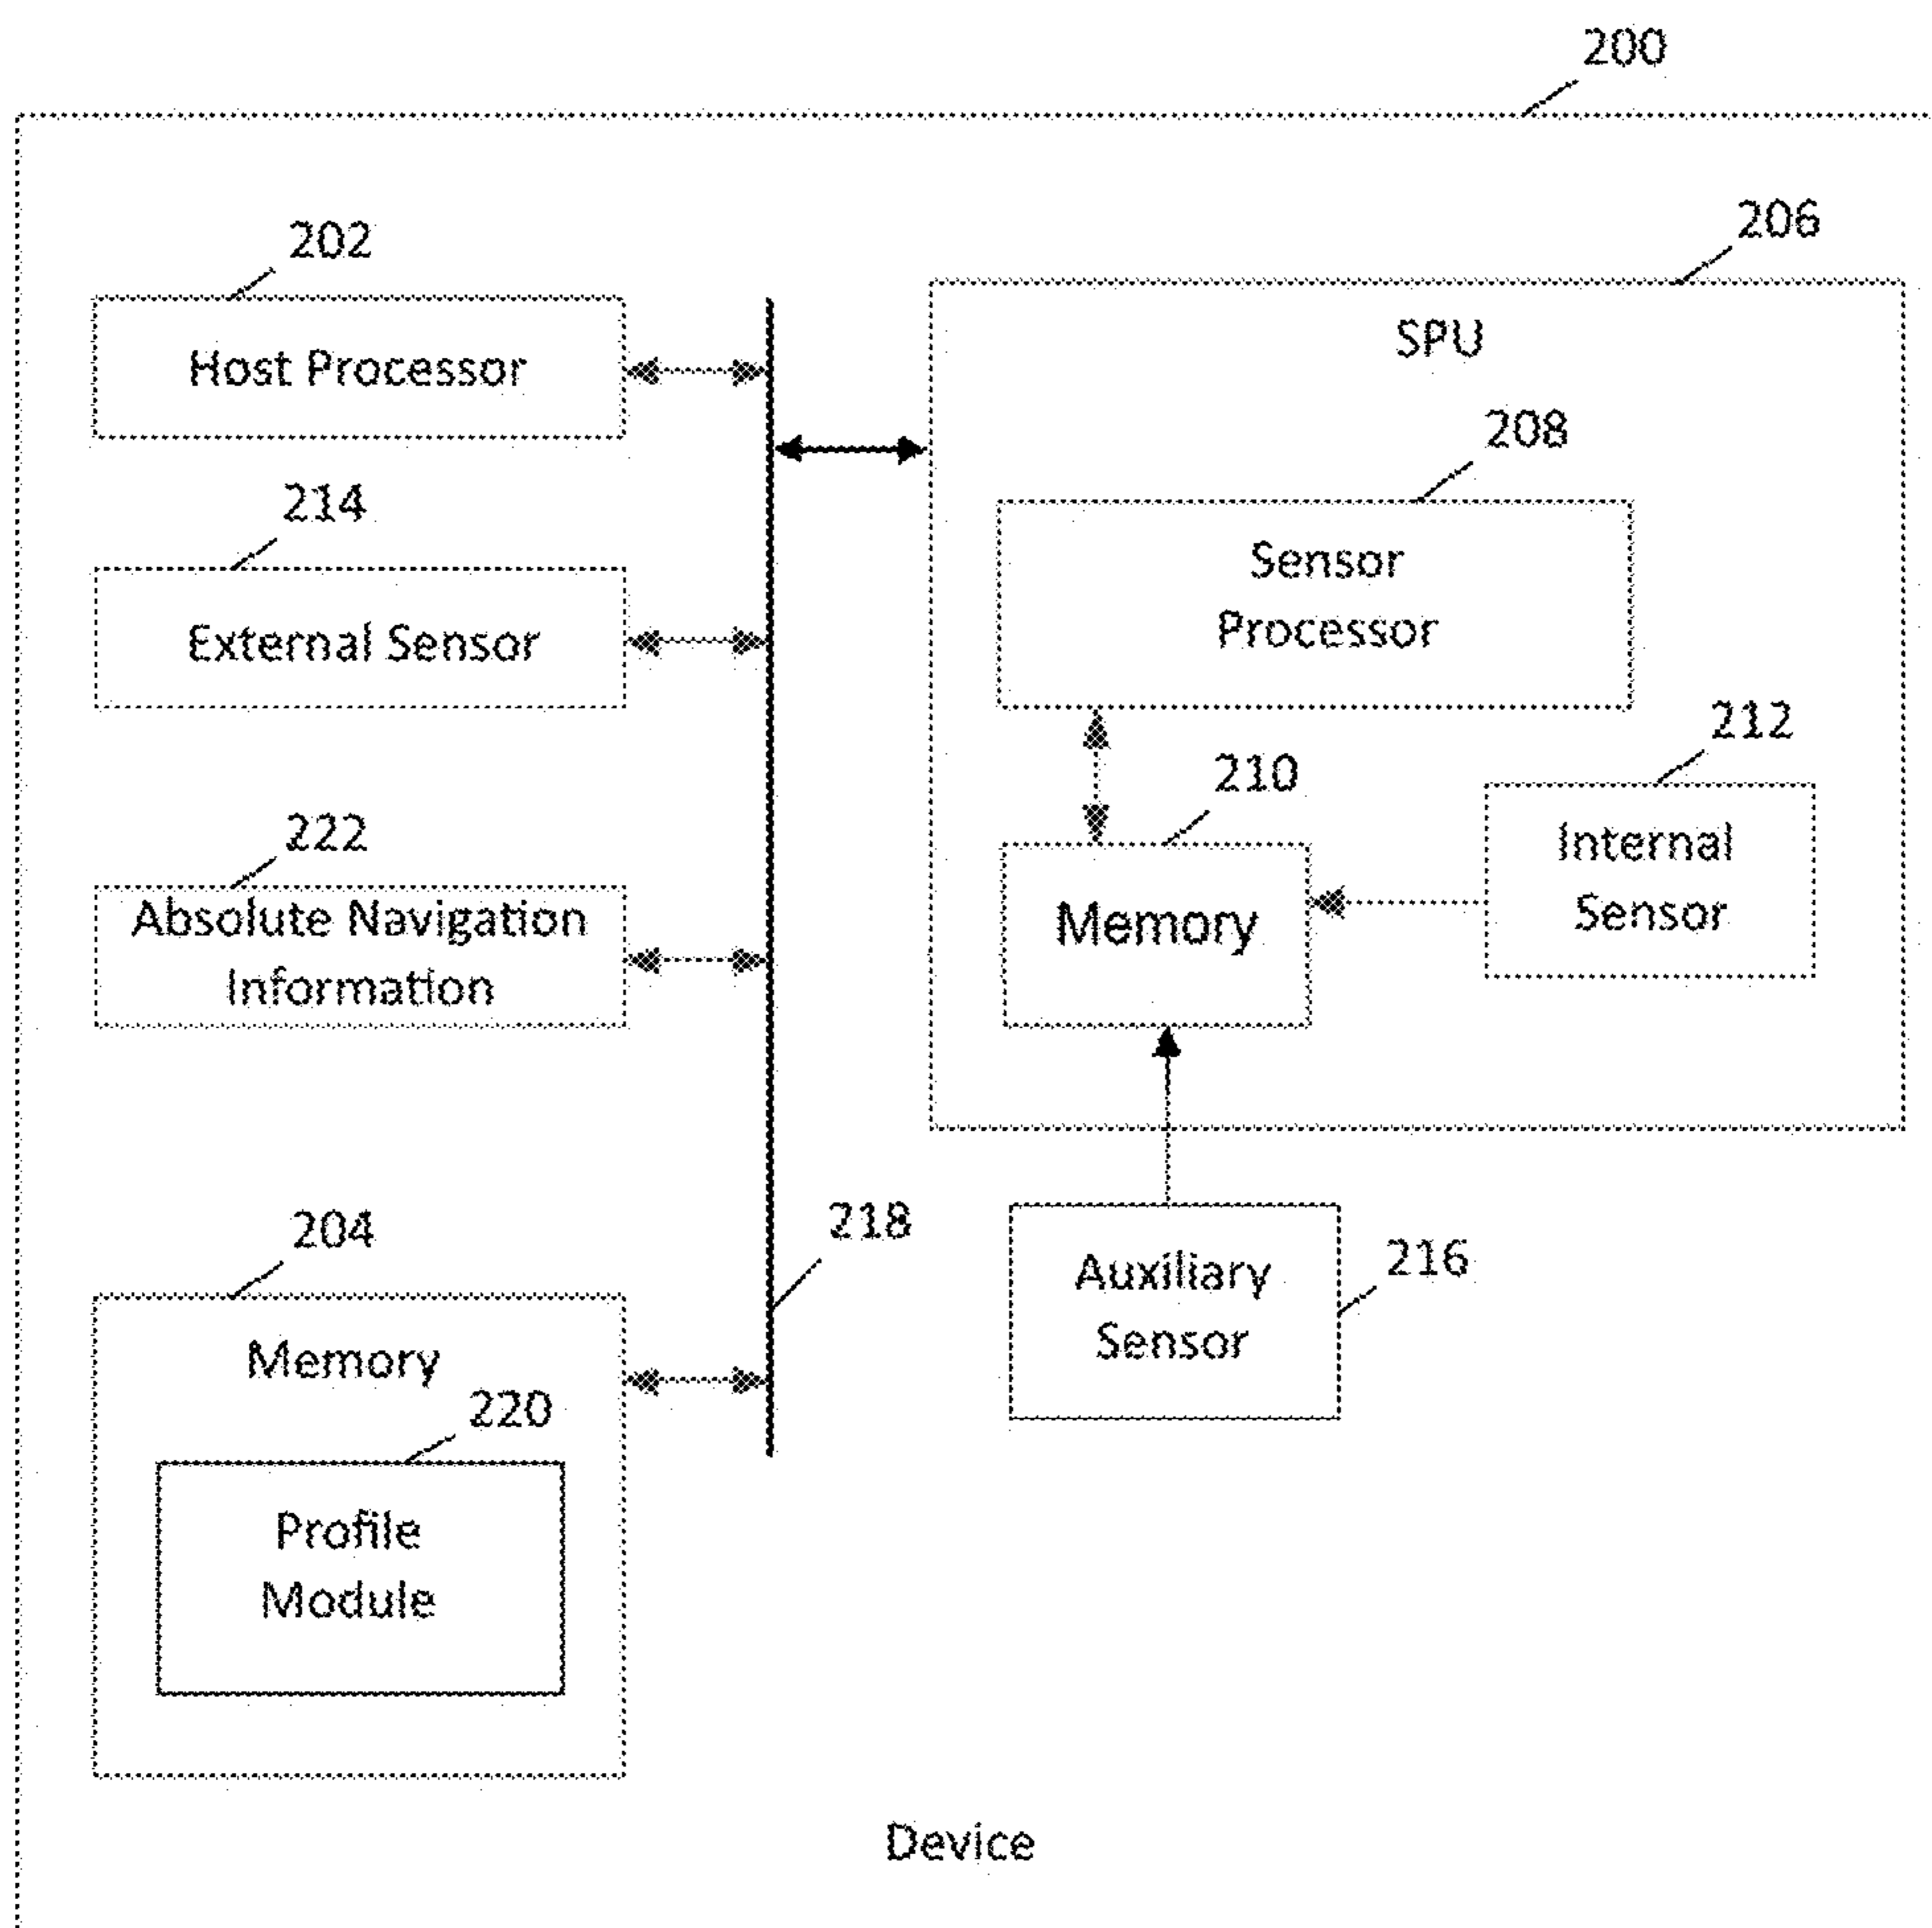 200
206
202
SPU
Host Processor
208
214
Sensor
Processor
External Sensor
212
210
222
Internal
Sensor
Absolute Navigation
Information
Memory
204
218
216
Auxiliary
Sensor
Memory
220
Profile
Module
Device